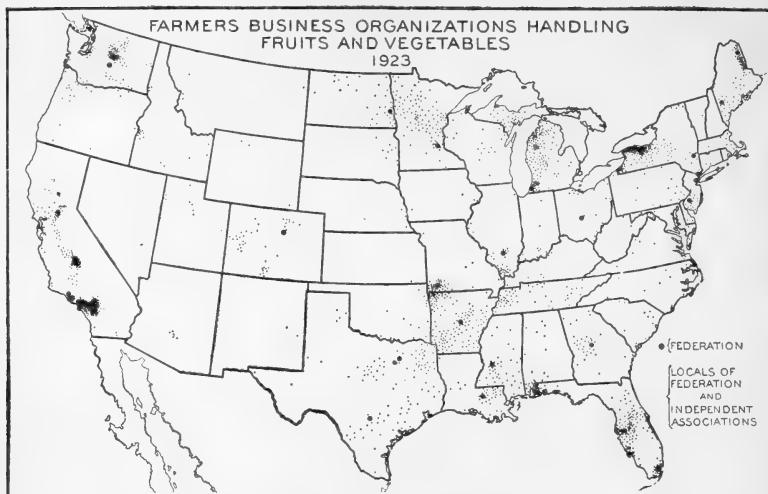 FARMERS BUSINESS ORGANIZATIONS HANDLING
FRUITS AND VEGETABLES
1923
FEDERATION
LOCALS OF
FEDERATION
AND
INDEPENDENT
ASSOCIATIONS